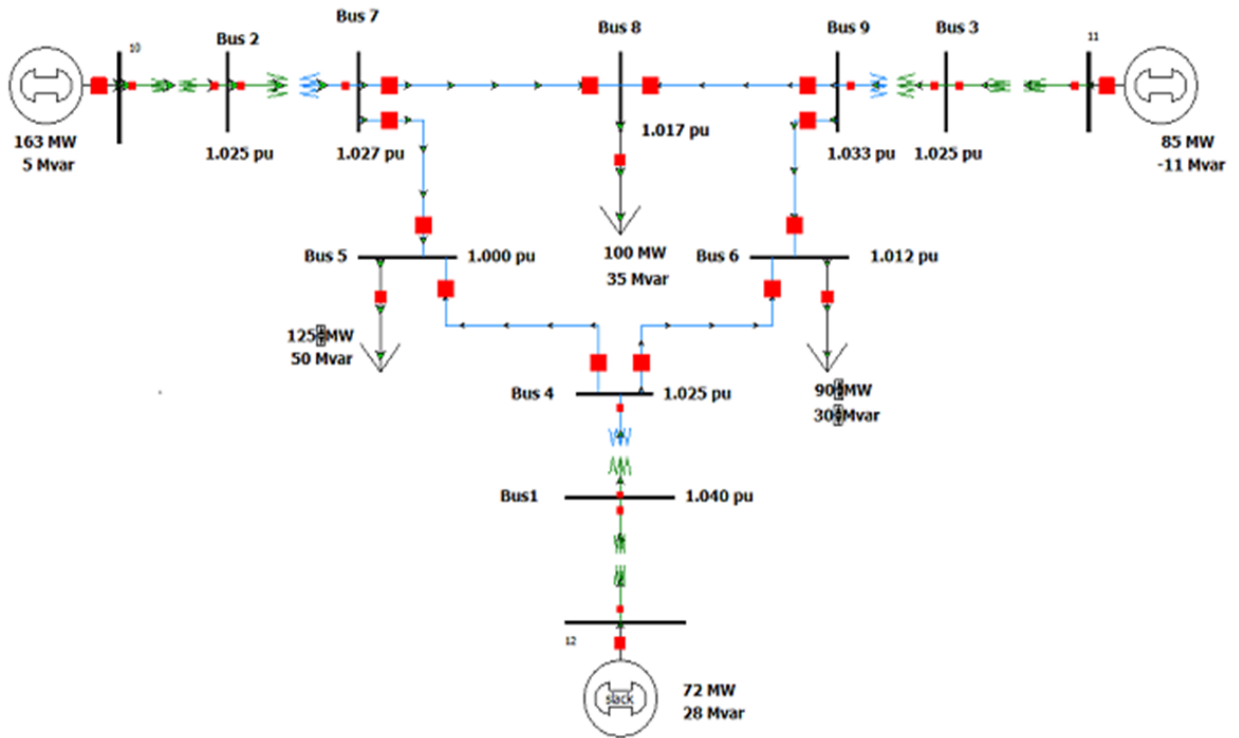 Bus 7
Bus 8
Bus 9
Bus 3
Bus 2
10
11
163 MW
5 Mvar
1.025 pu
1.027 pu
1.017 pu
1.033 pu
1.025 pu
85 MW
-11 Mvar
Bus 5
1.000 pu
100 MW
35 Mvar
Bus 6
1.012 pu
125 MW
50 Mvar
90 MW
30 Mvar
Bus 4
1.025 pu
Bus1
1.040 pu
12
slack
72 MW
28 Mvar